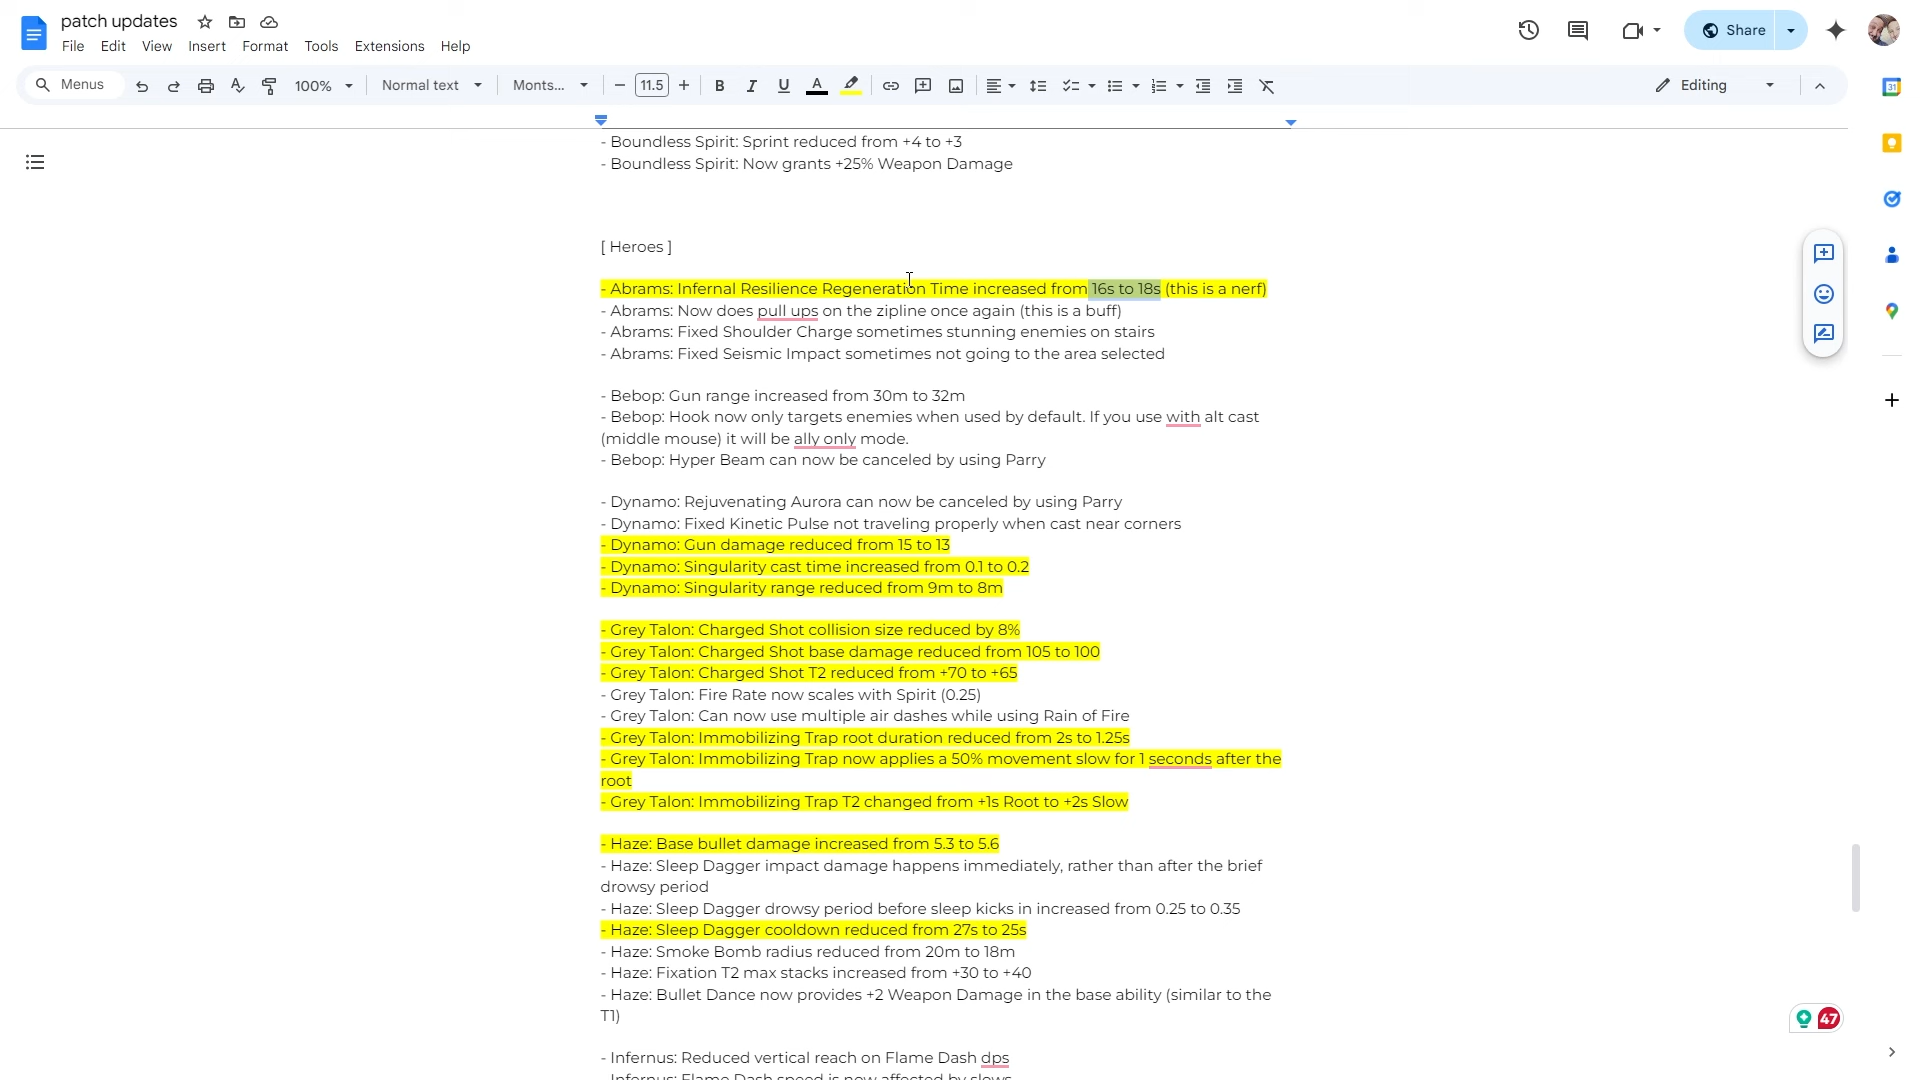 patch updates
File Edit View Insert Format Tools Extensions Help
Share
Menus 100% Normal text Monts... 11.5 B I U A Editing
31
- Boundless Spirit: Sprint reduced from +4 to +3
- Boundless Spirit: Now grants +25% Weapon Damage
[ Heroes ]
- Abrams: Infernal Resilience Regeneration Time increased from 16s to 18s (this is a nerf)
- Abrams: Now does pull ups on the zipline once again (this is a buff)
- Abrams: Fixed Shoulder Charge sometimes stunning enemies on stairs
- Abrams: Fixed Seismic Impact sometimes not going to the area selected
- Bebop: Gun range increased from 30m to 32m
- Bebop: Hook now only targets enemies when used by default. If you use with alt cast
(middle mouse) it will be ally only mode.
- Bebop: Hyper Beam can now be canceled by using Parry
- Dynamo: Rejuvenating Aurora can now be canceled by using Parry
- Dynamo: Fixed Kinetic Pulse not traveling properly when cast near corners
- Dynamo: Gun damage reduced from 15 to 13
- Dynamo: Singularity cast time increased from 0.1 to 0.2
- Dynamo: Singularity range reduced from 9m to 8m
- Grey Talon: Charged Shot collision size reduced by 8%
- Grey Talon: Charged Shot base damage reduced from 105 to 100
- Grey Talon: Charged Shot T2 reduced from +70 to +65
- Grey Talon: Fire Rate now scales with Spirit (0.25)
- Grey Talon: Can now use multiple air dashes while using Rain of Fire
- Grey Talon: Immobilizing Trap root duration reduced from 2s to 1.25s
- Grey Talon: Immobilizing Trap now applies a 50% movement slow for 1 seconds after the
root
- Grey Talon: Immobilizing Trap T2 changed from +1s Root to +2s Slow
- Haze: Base bullet damage increased from 5.3 to 5.6
- Haze: Sleep Dagger impact damage happens immediately, rather than after the brief
drowsy period
- Haze: Sleep Dagger drowsy period before sleep kicks in increased from 0.25 to 0.35
- Haze: Sleep Dagger cooldown reduced from 27s to 25s
- Haze: Smoke Bomb radius reduced from 20m to 18m
- Haze: Fixation T2 max stacks increased from +30 to +40
- Haze: Bullet Dance now provides +2 Weapon Damage in the base ability (similar to the
T1)
47
- Infernus: Reduced vertical reach on Flame Dash dps
- Infernus: Flame Dash speed is now affected by slows